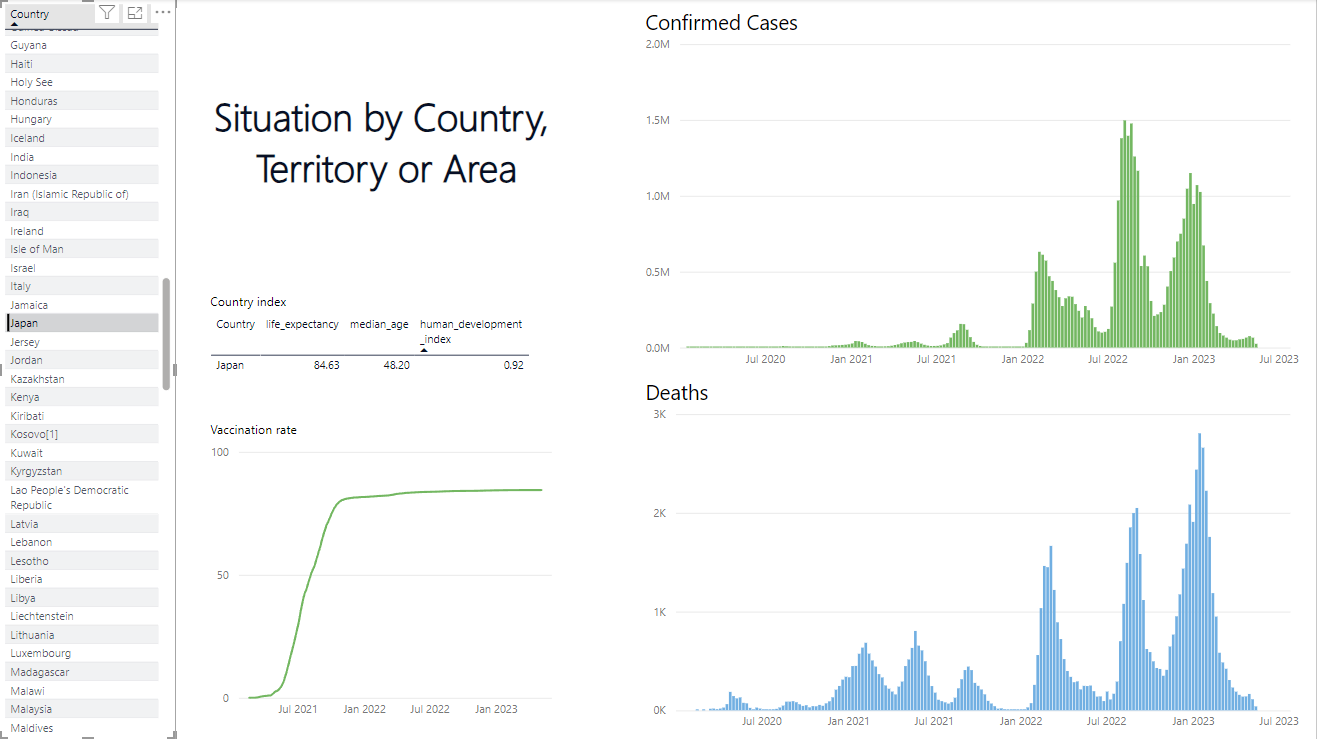 Country
Guyana
Haiti
Holy See
Honduras
Hungary
Iceland
India
Indonesia
Iran (Islamic Republic of)
Iraq
Ireland
Isle of Man
Israel
Italy
Jamaica
Japan
Jersey
Jordan
Kazakhstan
Kenya
Kiribati
Kosovo[1]
Kuwait
Kyrgyzstan
Lao People's Democratic
Republic
Latvia
Lebanon
Lesotho
Liberia
Libya
Liechtenstein
Lithuania
Luxembourg
Madagascar
Malawi
Malaysia
Maldives
Situation by Country,
Territory or Area
Country index
Country life_expectancy median_age human_development
_index
Japan 84.63 48.20 0.92
Vaccination rate
100
50
0
Jul 2021 Jan 2022 Jul 2022 Jan 2023
Confirmed Cases
2.0M
1.5M
1.0M
0.5M
0.0M
Jul 2020 Jan 2021 Jul 2021 Jan 2022 Jul 2022 Jan 2023 Jul 2023
Deaths
3K
2K
1K
0K
Jul 2020 Jan 2021 Jul 2021 Jan 2022 Jul 2022 Jan 2023 Jul 2023